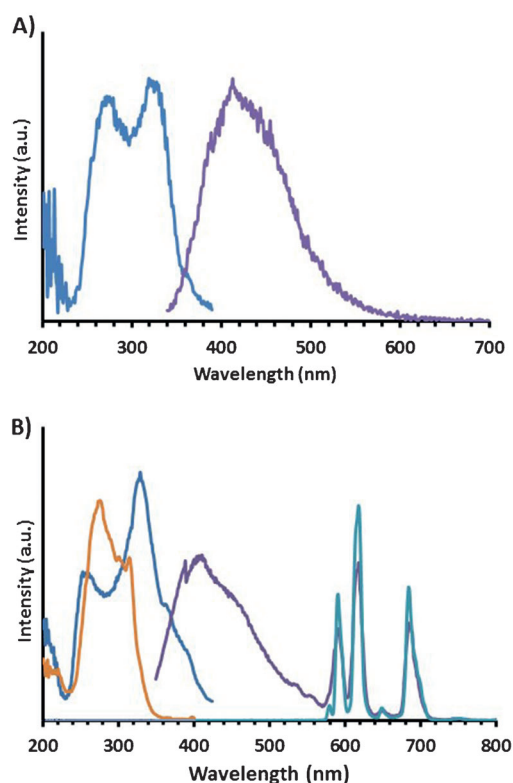 A)
Intensity (a.u.)
200 300 400 500 600 700
Wavelength (nm)
B)
Intensity (a.u.)
200 300 400 500 600 700 800
Wavelength (nm)